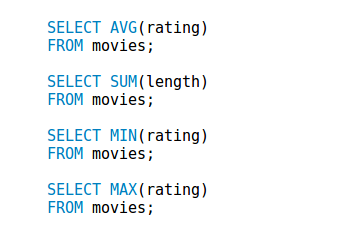 SELECT AVG(rating)
FROM movies;
SELECT SUM(length)
FROM movies;
SELECT MIN(rating)
FROM movies;
SELECT MAX(rating)
FROM movies;